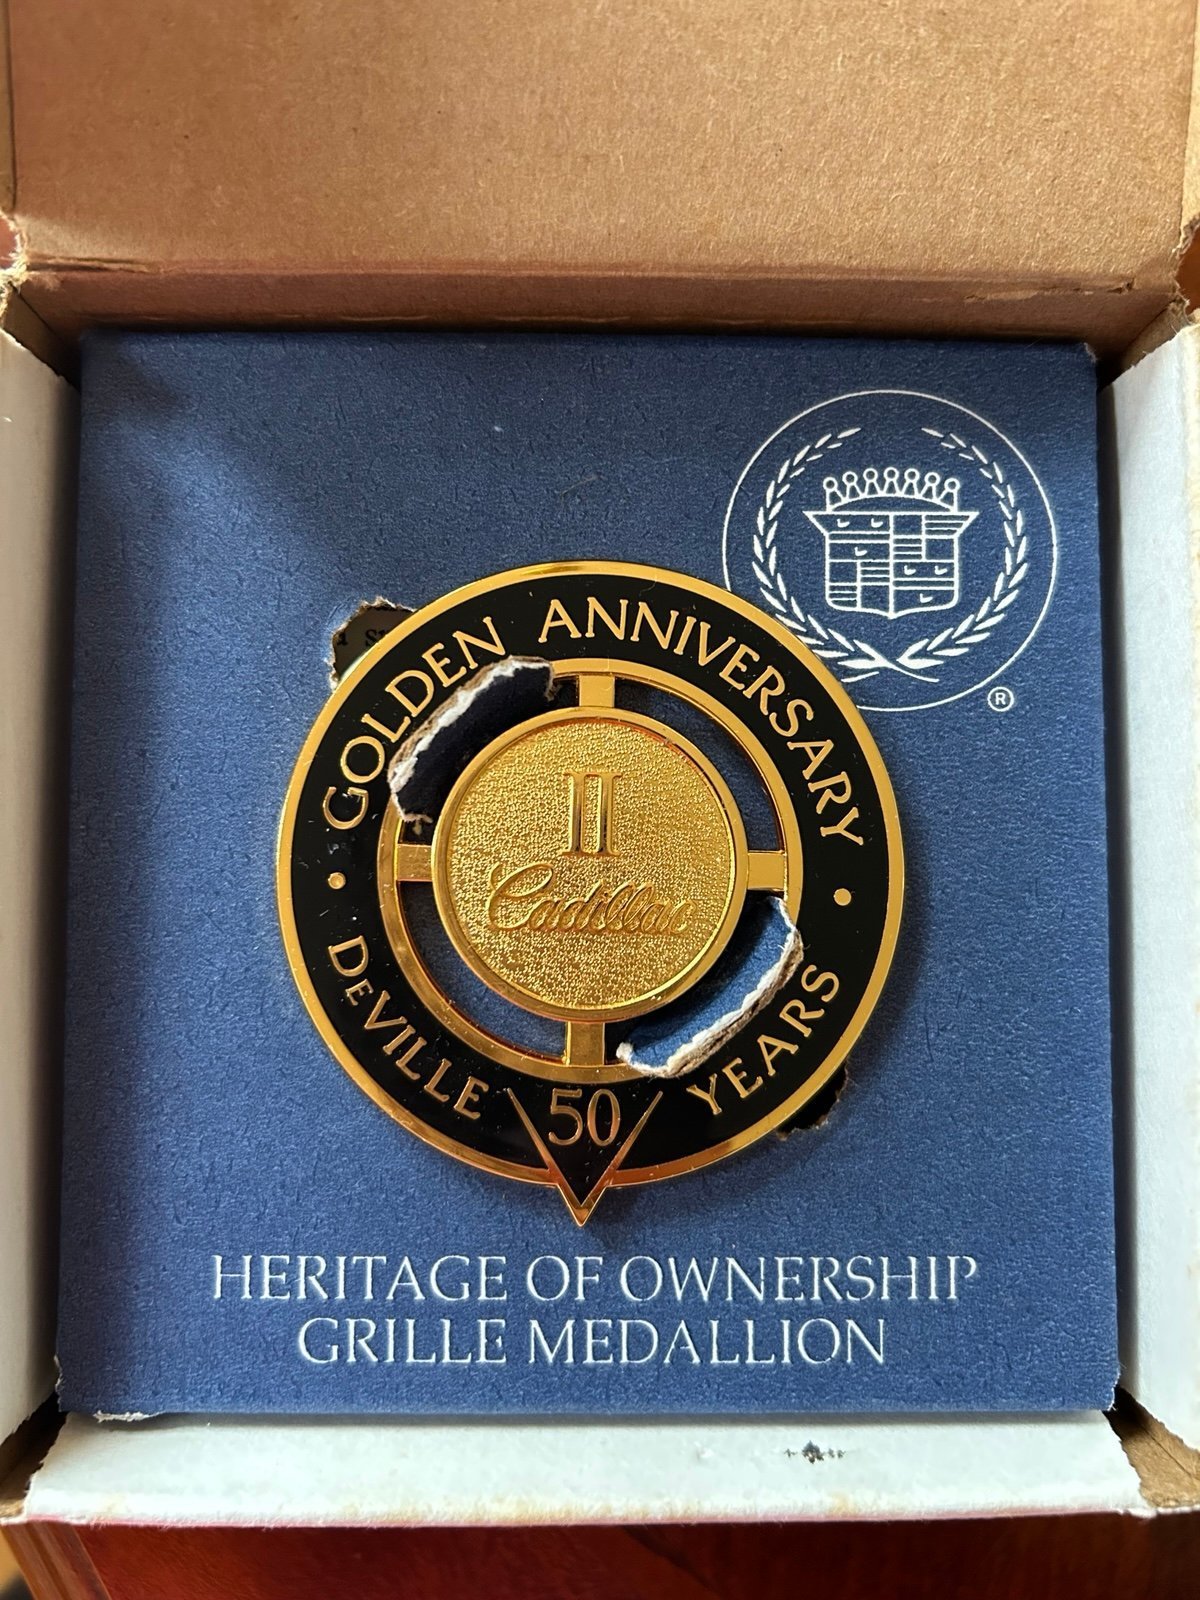 GOLDEN ANNIVERSARY
II
Cadillac
DEVILLE
50
YEARS
®
HERITAGE OF OWNERSHIP
GRILLE MEDALLION